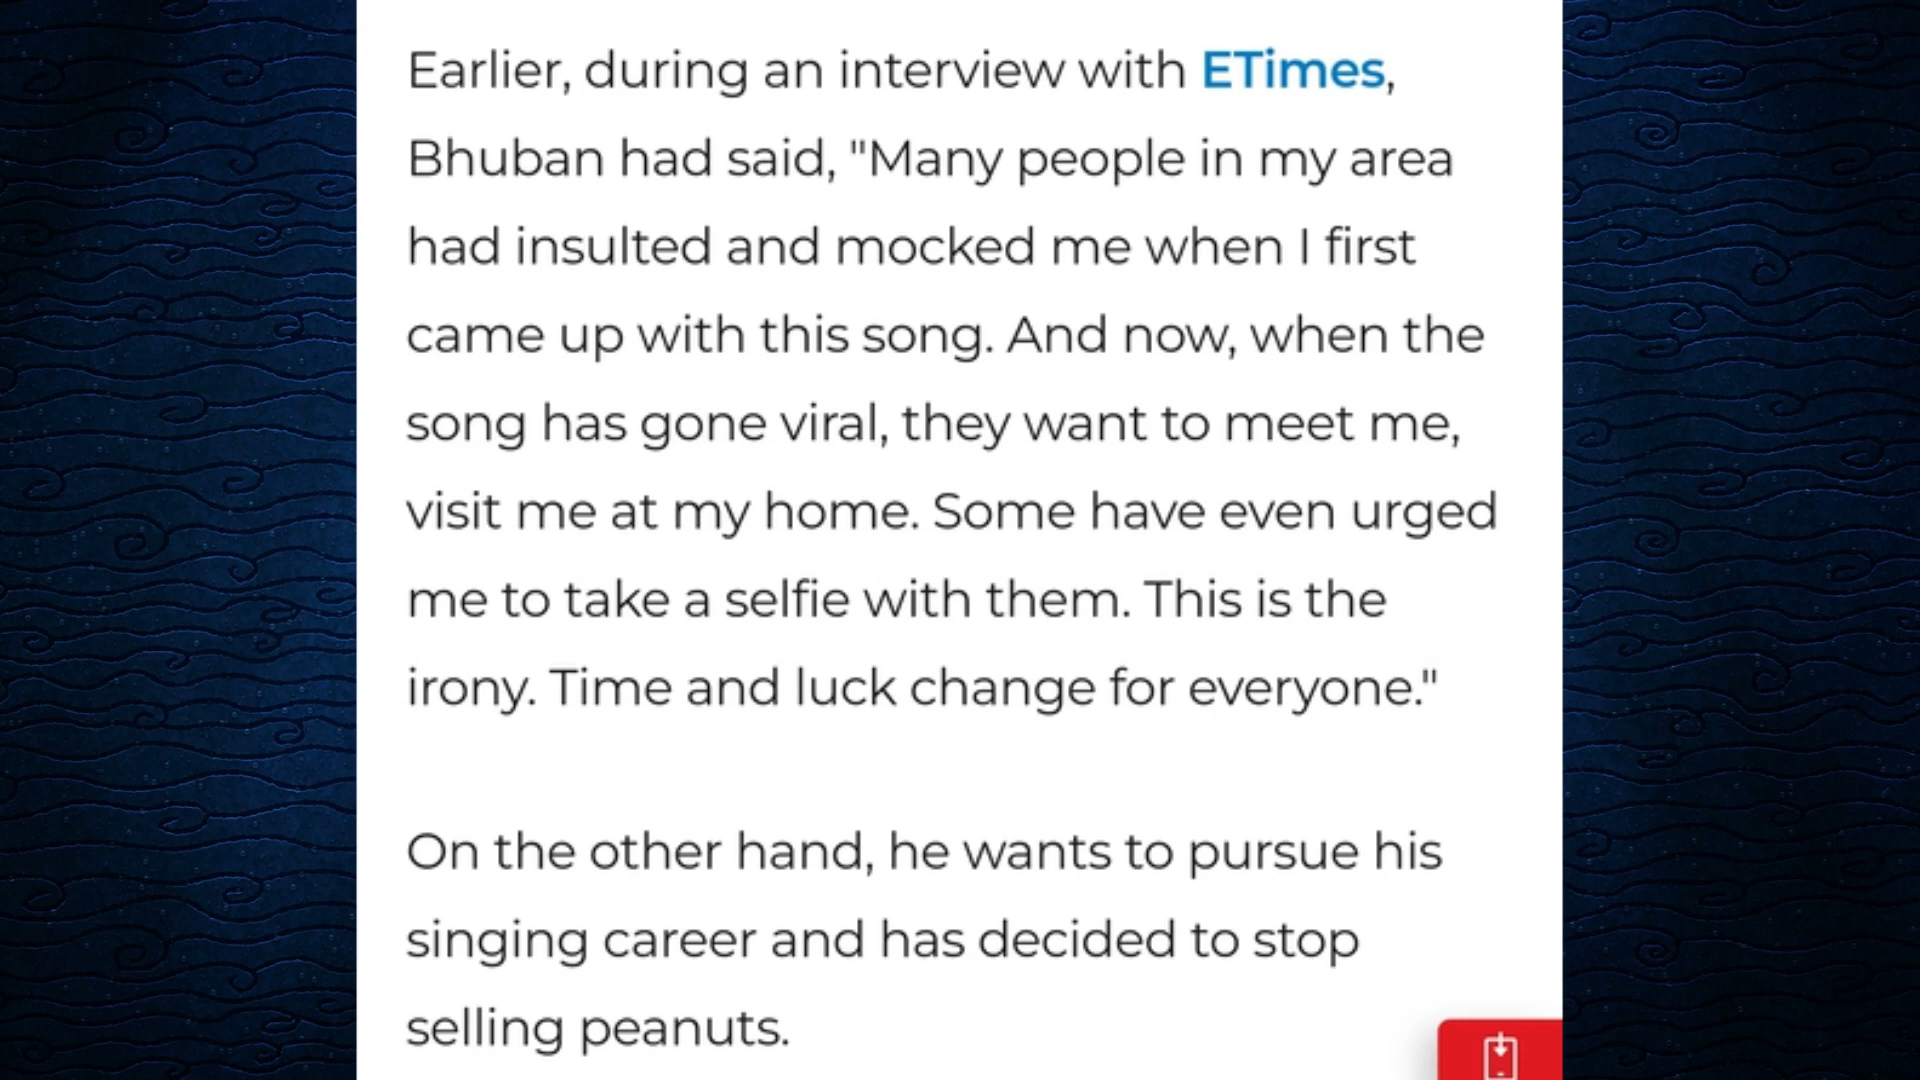 Earlier, during an interview with ETimes,
Bhuban had said, "Many people in my area
had insulted and mocked me when I first
came up with this song. And now, when the
song has gone viral, they want to meet me,
visit me at my home. Some have even urged
me to take a selfie with them. This is the
irony. Time and luck change for everyone."
On the other hand, he wants to pursue his
singing career and has decided to stop
selling peanuts.